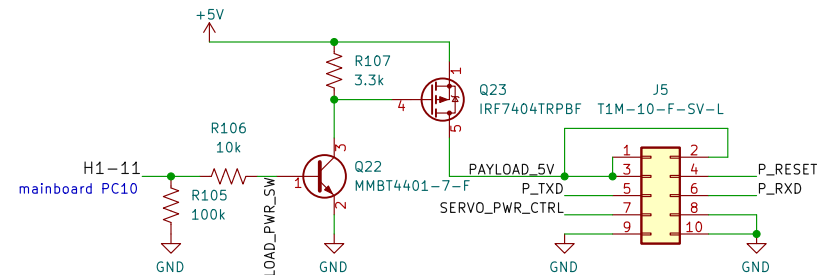 +5V
R107
3.3k
1
Q23
IRF7404TRPBF
4
5
J5
T1M-10-F-SV-L
R106
10k
H1-11
mainboard PC10
R105
100k
3
1
Q22
MMBT4401-7-F
2
LOAD_PWR_SW
PAYLOAD_5V
P_TXD
SERVO_PWR_CTRL
1
2
3
4
5
6
7
8
9
10
P_RESET
P_RXD
GND
GND
GND
GND